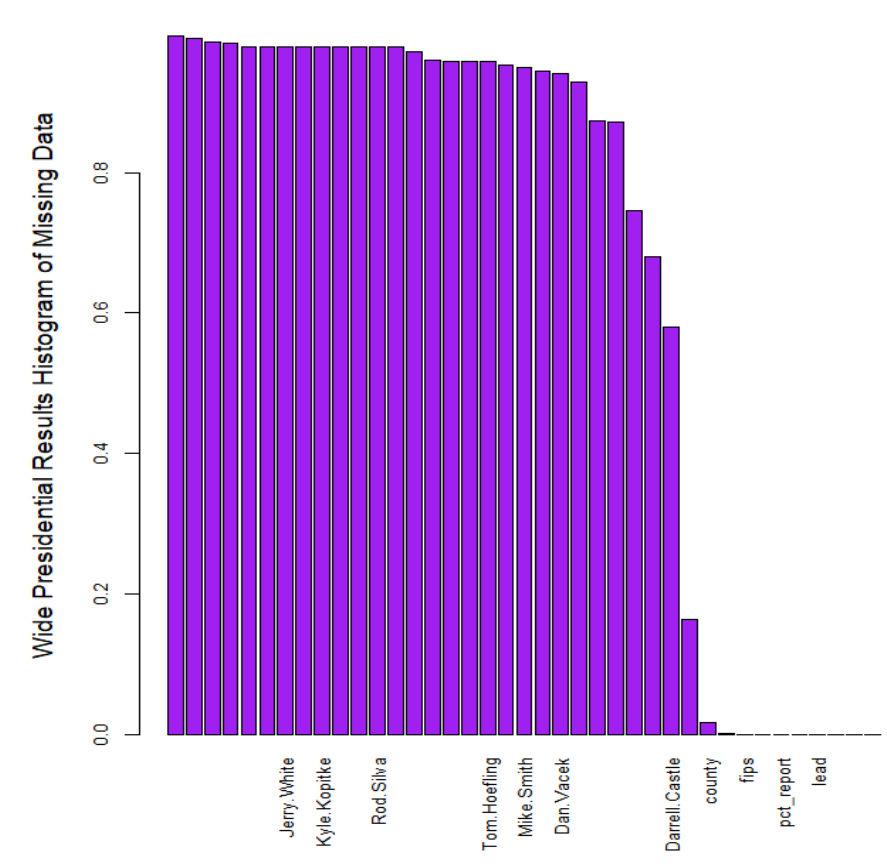 Wide Presidential Results Histogram of Missing Data
0.8
0.6
0.4
0.2
0.0
Jerry.White
Kyle.Kopitke
Rod.Silva
Tom.Hoefling
Mike.Smith
Dan.Vacek
Darrell.Castle
county
fips
pct_report
lead